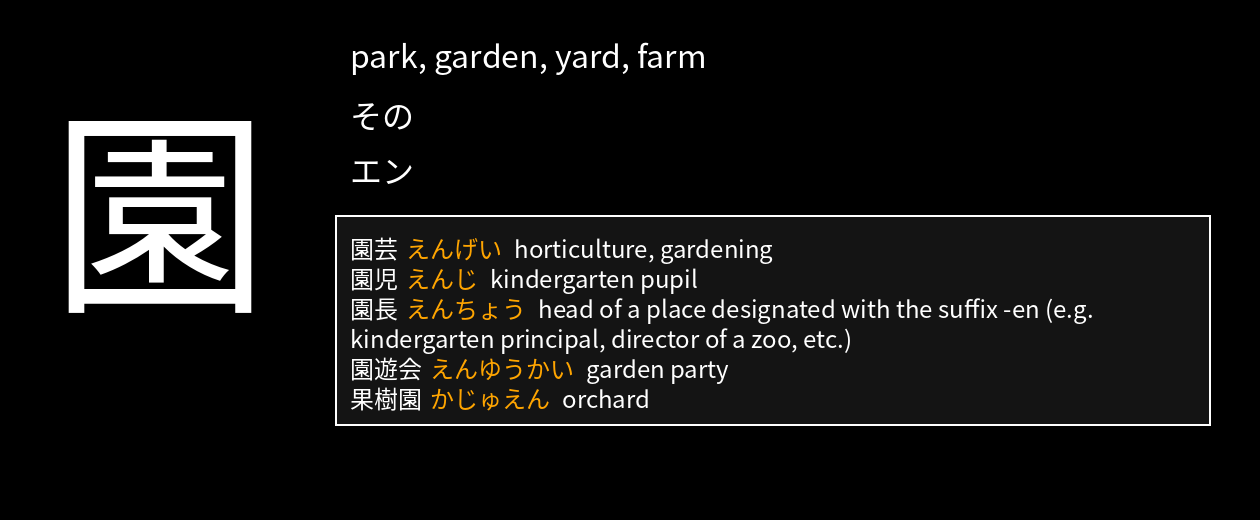 園
park, garden, yard, farm
その
エン
園芸 えんげい horticulture, gardening
園児 えんじ kindergarten pupil
園長 えんちょう head of a place designated with the suffix -en (e.g.
kindergarten principal, director of a zoo, etc.)
園遊会 えんゆうかい garden party
果樹園 かじゅえん orchard